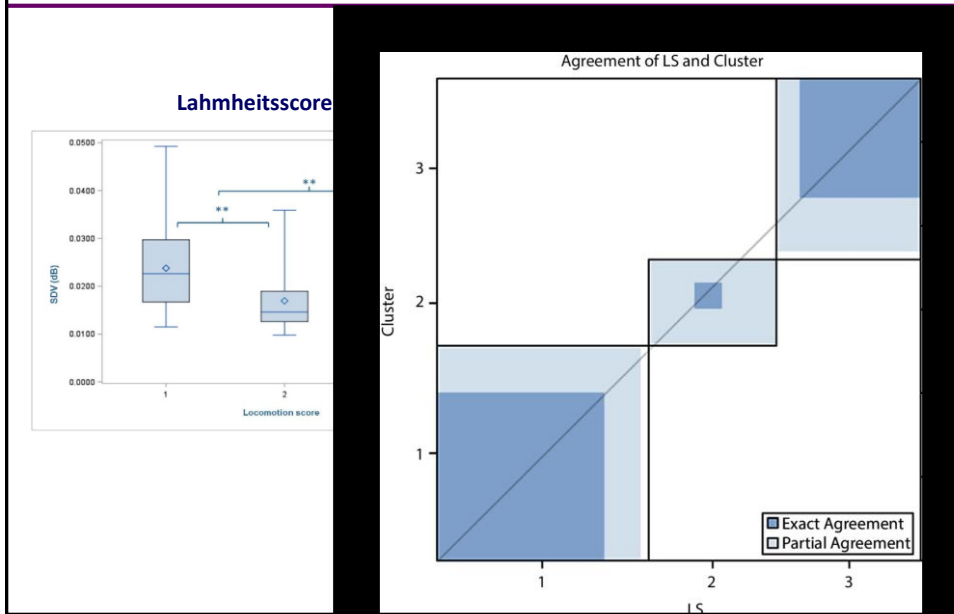 Lahmheitsscore
0.0500
0.0400
0.0300
0.0200
0.0100
0.0000
SDV (dB)
**
**
1
2
Locomotion score
Agreement of LS and Cluster
3
2
1
Cluster
Exact Agreement
Partial Agreement
1
2
3
LS